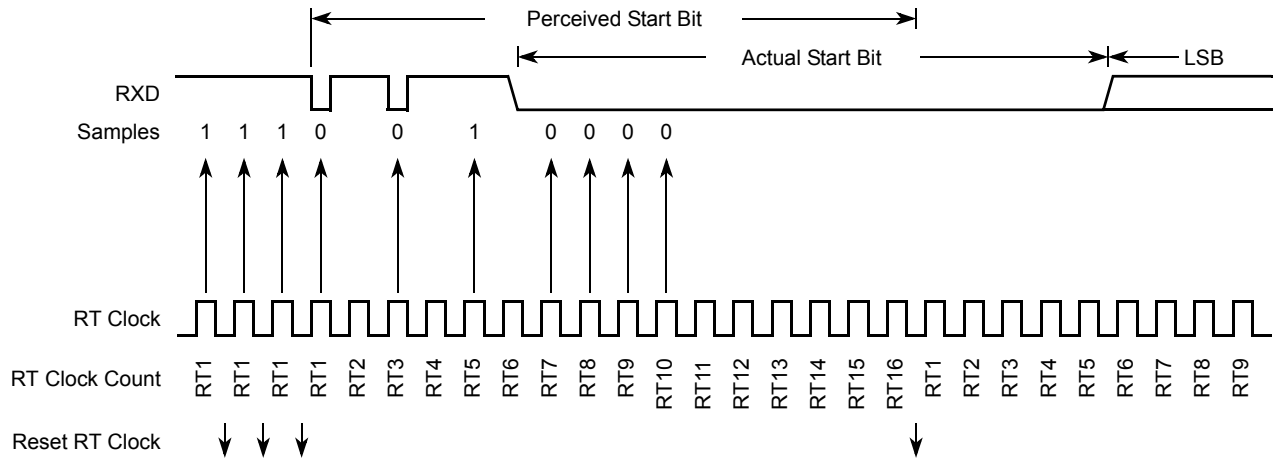 Perceived Start Bit
Actual Start Bit
LSB
RXD
Samples 1 1 1 0 0 1 0 0 0 0
RT Clock
RT Clock Count RT1 RT1 RT1 RT1 RT2 RT3 RT4 RT5 RT6 RT7 RT8 RT9 RT10 RT11 RT12 RT13 RT14 RT15 RT16 RT1 RT2 RT3 RT4 RT5 RT6 RT7 RT8 RT9
Reset RT Clock